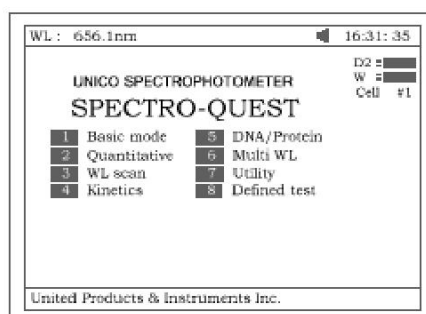 WL : 656.1nm 16:31:35
D2 =
W =
Cell #1
UNICO SPECTROPHOTOMETER
SPECTRO-QUEST
1 Basic mode 5 DNA/Protein
2 Quantitative 6 Multi WL
3 WL scan 7 Utility
4 Kinetics 8 Defined test
United Products & Instruments Inc.